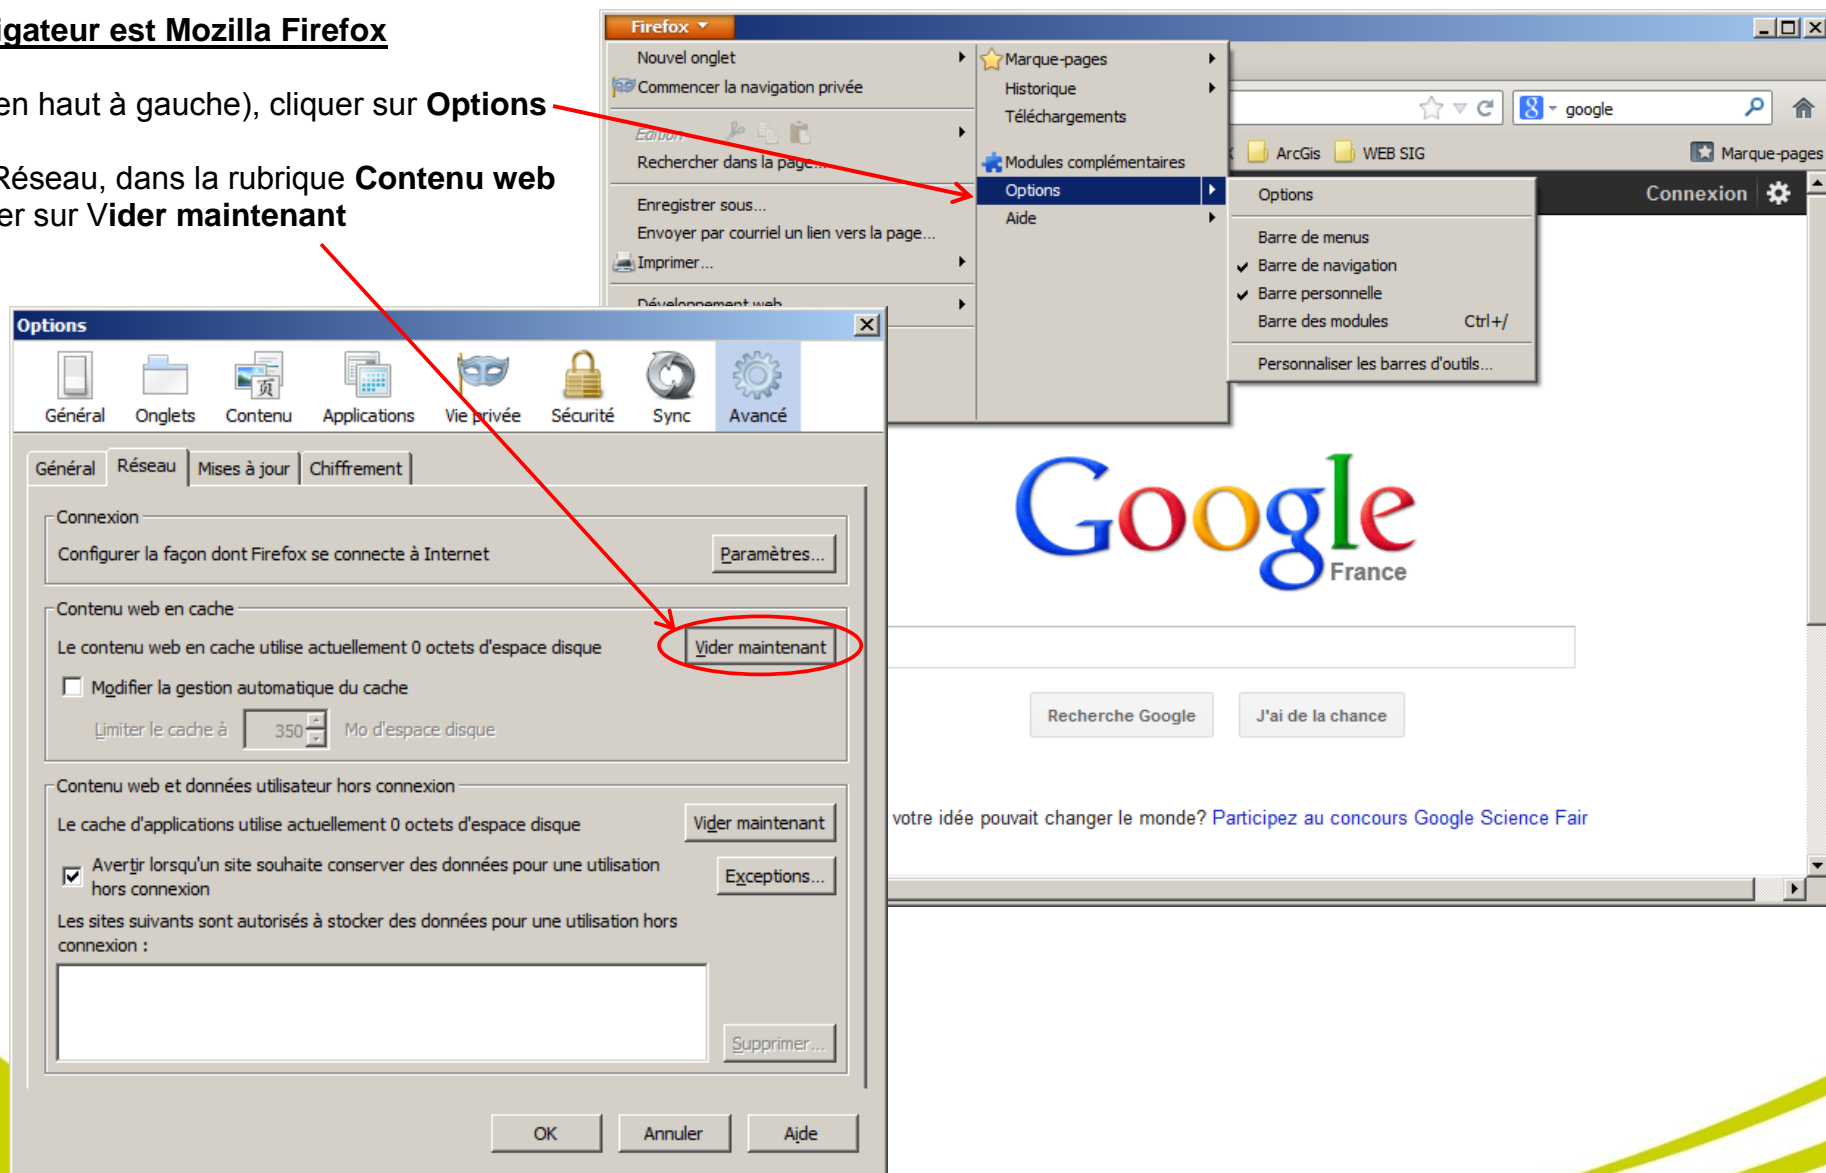 igateur est Mozilla Firefox
en haut à gauche), cliquer sur Options
Réseau, dans la rubrique Contenu web
er sur Vider maintenant
Firefox
Nouvel onglet
Commencer la navigation privée
Edition
Rechercher dans la page...
Enregistrer sous...
Envoyer par courriel un lien vers la page...
Imprimer...
Développement web
Marque-pages
Historique
Téléchargements
Modules complémentaires
Options
Aide
Options
Barre de menus
Barre de navigation
Barre personnelle
Barre des modules Ctrl+/
Personnaliser les barres d'outils...
google
ArcGis WEB SIG Marque-pages
Connexion
Google
France
Recherche Google J'ai de la chance
votre idée pouvait changer le monde? Participez au concours Google Science Fair
Options
Général Onglets Contenu Applications Vie privée Sécurité Sync Avancé
Général Réseau Mises à jour Chiffrement
Connexion
Configurer la façon dont Firefox se connecte à Internet Paramètres...
Contenu web en cache
Le contenu web en cache utilise actuellement 0 octets d'espace disque Vider maintenant
Modifier la gestion automatique du cache
Limiter le cache à 350 Mo d'espace disque
Contenu web et données utilisateur hors connexion
Le cache d'applications utilise actuellement 0 octets d'espace disque Vider maintenant
Avertir lorsqu'un site souhaite conserver des données pour une utilisation
hors connexion
Exceptions...
Les sites suivants sont autorisés à stocker des données pour une utilisation hors
connexion :
Supprimer...
OK Annuler Aide